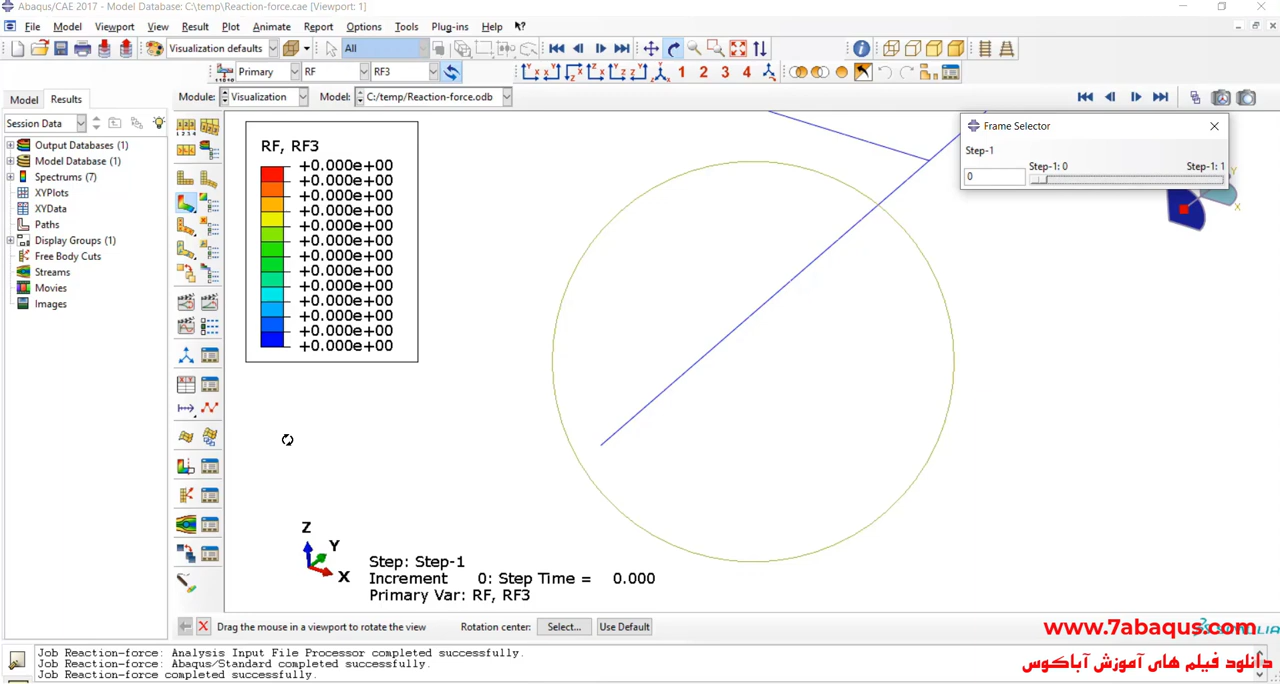 Abaqus/CAE 2017 - Model Database: C:\temp\Reaction-force.cae [Viewport: 1]
File Model Viewport View Result Plot Animate Report Options Tools Plug-ins Help
Visualization defaults All
Primary RF RF3 1 2 3 4
Model Results Module: Visualization Model: C:/temp/Reaction-force.odb
Session Data
Output Databases (1)
Model Database (1)
Spectrums (7)
XYPlots
XYData
Paths
Display Groups (1)
Free Body Cuts
Streams
Movies
Images
RF, RF3
+0.000e+00
+0.000e+00
+0.000e+00
+0.000e+00
+0.000e+00
+0.000e+00
+0.000e+00
+0.000e+00
+0.000e+00
+0.000e+00
+0.000e+00
+0.000e+00
+0.000e+00
Frame Selector
Step-1
Step-1: 0 Step-1: 1
0
Y
X
Z
Y
X
Step: Step-1
Increment 0: Step Time = 0.000
Primary Var: RF, RF3
Drag the mouse in a viewport to rotate the view Rotation center: Select... Use Default
www.7abaqus.com
دانلود فیلم های آموزش آباکوس
Job Reaction-force: Analysis Input File Processor completed successfully.
Job Reaction-force: Abaqus/Standard completed successfully.
Job Reaction-force completed successfully.